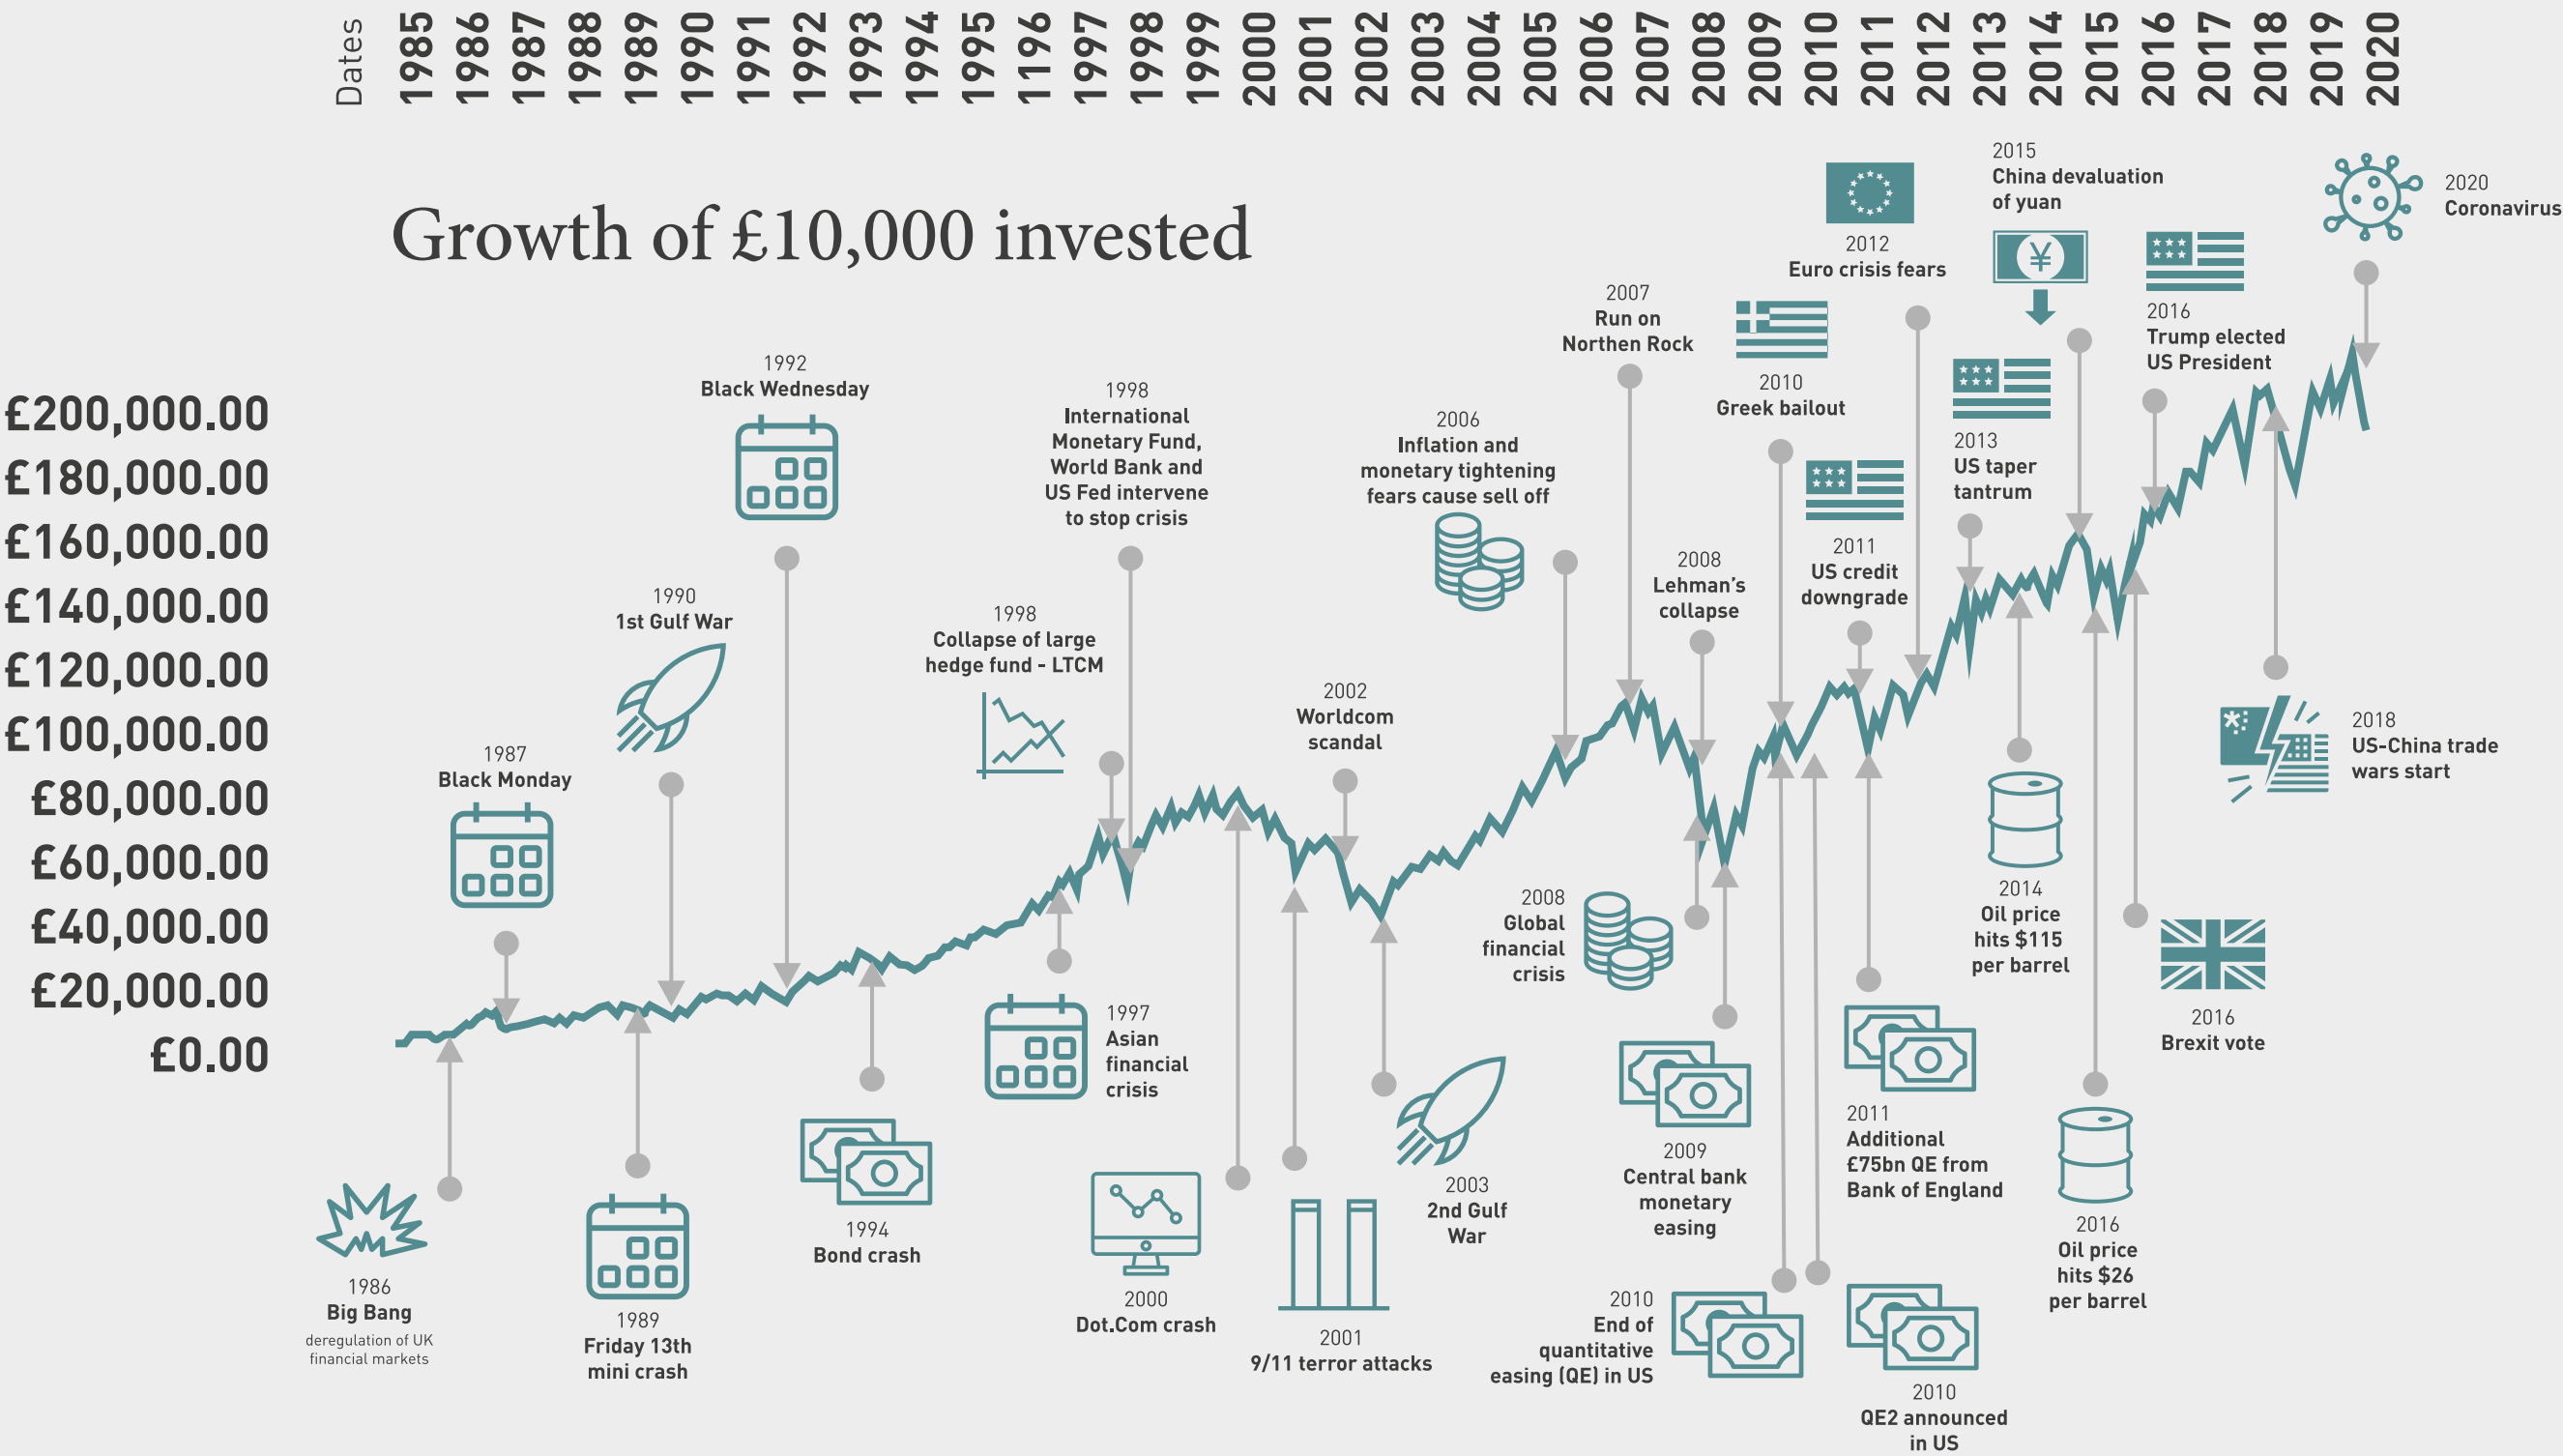 Dates
1985
1986
1987
1988
1989
1990
1991
1992
1993
1994
1995
1196
1997
1998
1999
2000
2001
2002
2003
2004
2005
2006
2007
2008
2009
2010
2011
2012
2013
2014
2015
2016
2017
2018
2019
2020
Growth of £10,000 invested
£200,000.00
£180,000.00
£160,000.00
£140,000.00
£120,000.00
£100,000.00
£80,000.00
£60,000.00
£40,000.00
£20,000.00
£0.00
1986
Big Bang
deregulation of UK
financial markets
1987
Black Monday
1989
Friday 13th
mini crash
1990
1st Gulf War
1992
Black Wednesday
1994
Bond crash
1997
Asian
financial
crisis
1998
Collapse of large
hedge fund - LTCM
1998
International
Monetary Fund,
World Bank and
US Fed intervene
to stop crisis
2000
Dot.Com crash
2001
9/11 terror attacks
2002
Worldcom
scandal
2003
2nd Gulf
War
2006
Inflation and
monetary tightening
fears cause sell off
2007
Run on
Northen Rock
2008
Lehman’s
collapse
2008
Global
financial
crisis
2009
Central bank
monetary
easing
2010
Greek bailout
2010
End of
quantitative
easing (QE) in US
2010
QE2 announced
in US
2011
US credit
downgrade
2011
Additional
£75bn QE from
Bank of England
2012
Euro crisis fears
2013
US taper
tantrum
2014
Oil price
hits $115
per barrel
2015
China devaluation
of yuan
¥
2016
Oil price
hits $26
per barrel
2016
Brexit vote
2016
Trump elected
US President
2018
US-China trade
wars start
2020
Coronavirus